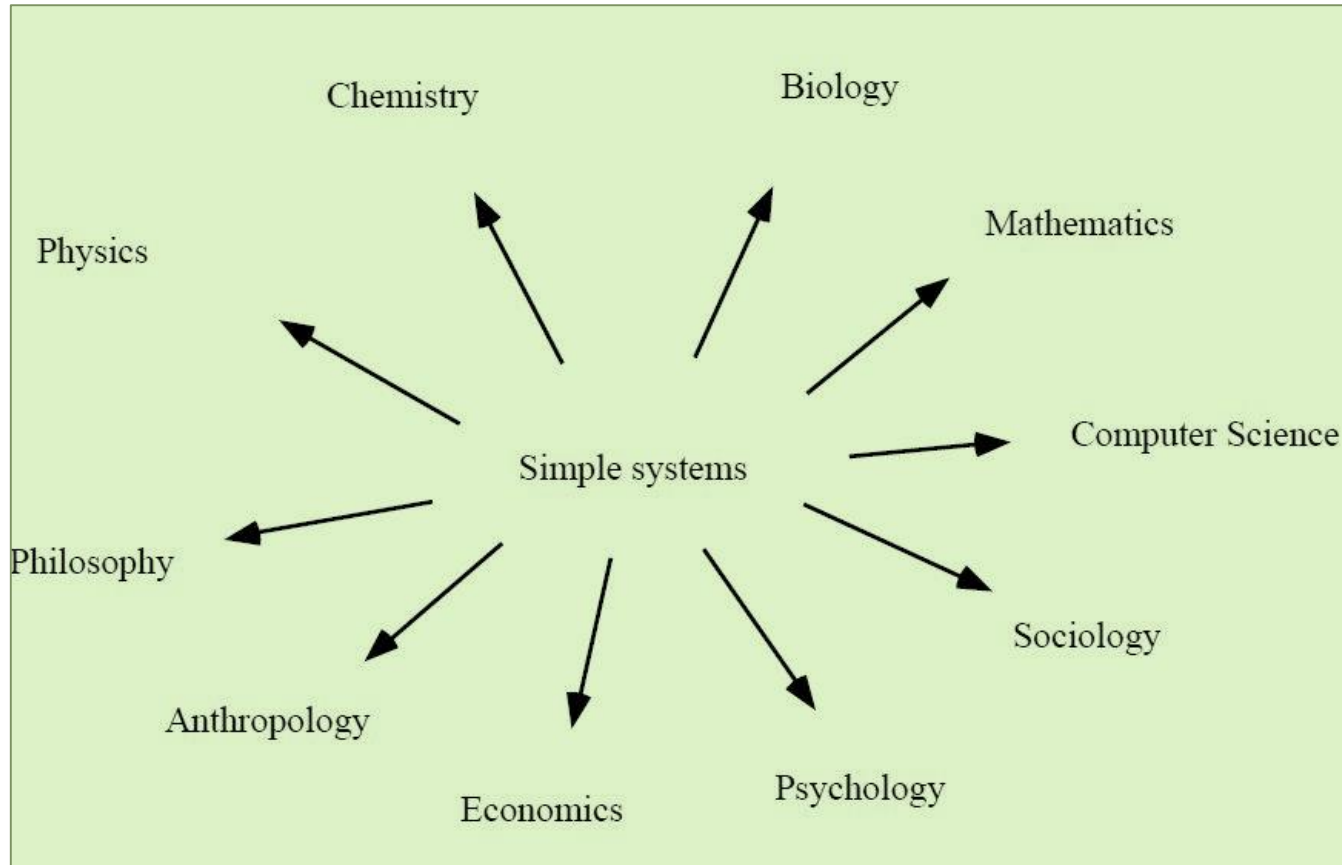 Chemistry
Biology
Mathematics
Physics
Computer Science
Simple systems
Philosophy
Sociology
Anthropology
Psychology
Economics